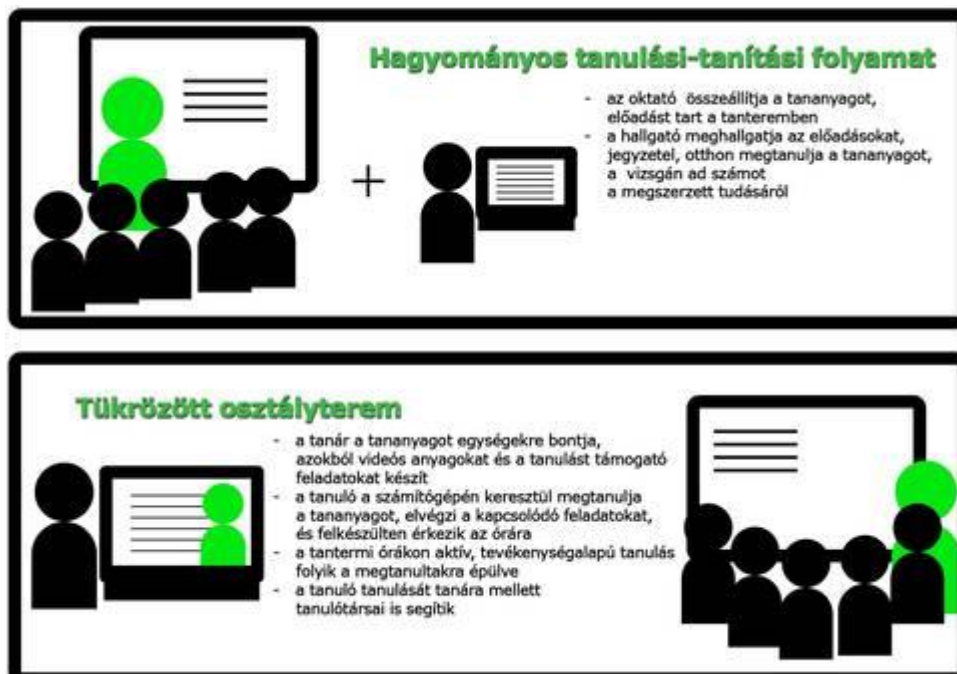 Hagyományos tanulási-tanítási folyamat
- az oktató összeállítja a tananyagot,
előadást tart a tanteremben
- a hallgató meghallgatja az előadásokat,
jegyzetel, otthon megtanulja a tananyagot,
a vizsgán ad számot
a megszerzett tudásáról
+
Tükrözött osztályterem
- a tanár a tananyagot egységekre bontja,
azokból videós anyagokat és a tanulást támogató
feladatokat készít
- a tanuló a számítógépén keresztül megtanulja
a tananyagot, elvégzi a kapcsolódó feladatokat,
és felkészülten érkezik az órára
- a tantermi órákon aktív, tevékenységalapú tanulás
folyik a megtanultakra épülve
- a tanuló tanulását tanára mellett
tanulótársai is segítik